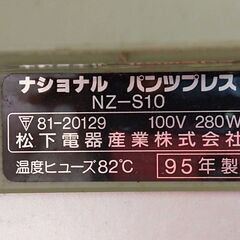 ナショナル パンツプレス
NZ-S10
▽81-20129 100V 280W
松下電器産業株式会
温度ヒューズ82℃ 95年製